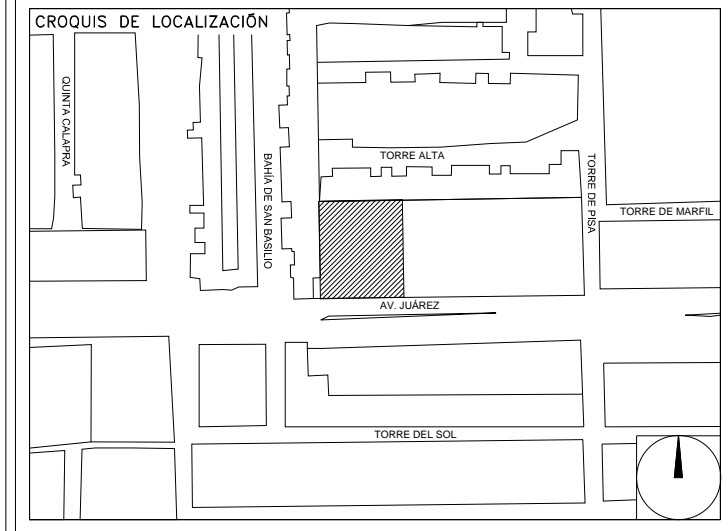 CROQUIS DE LOCALIZACIÓN
QUINTA CALAPRA
BAHÍA DE SAN BASILIO
TORRE ALTA
TORRE DE PISA
TORRE DE MARFIL
AV. JUÁREZ
TORRE DEL SOL